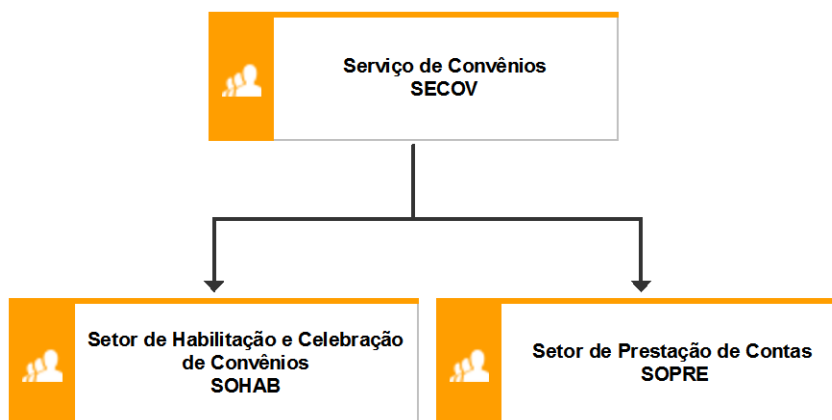 Serviço de Convênios
SECOV
Setor de Habilitação e Celebração
de Convênios
SOHAB
Setor de Prestação de Contas
SOPRE